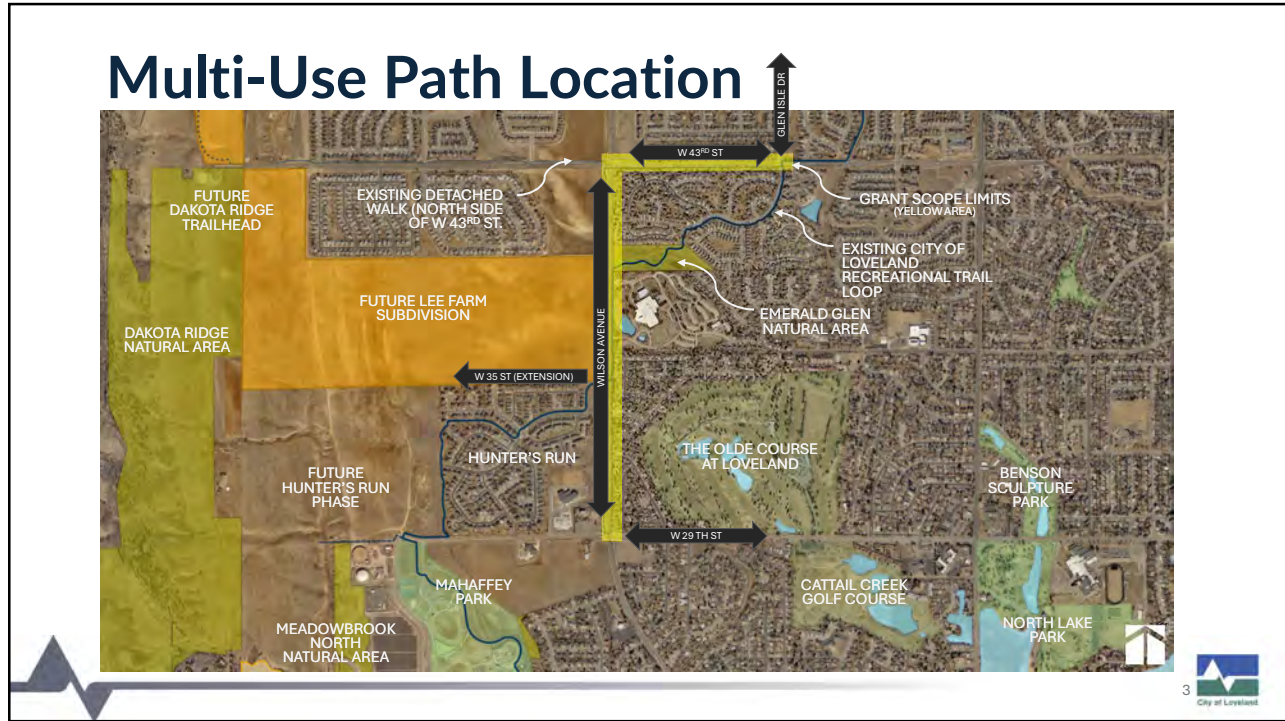 Multi-Use Path Location
GLEN ISLE DR
W 43RD ST
FUTURE
DAKOTA RIDGE
TRAILHEAD
EXISTING DETACHED
WALK (NORTH SIDE
OF W 43RD ST.
GRANT SCOPE LIMITS
(YELLOW AREA)
EXISTING CITY OF
LOVELAND
RECREATIONAL TRAIL
LOOP
FUTURE LEE FARM
SUBDIVISION
EMERALD GLEN
NATURAL AREA
DAKOTA RIDGE
NATURAL AREA
WILSON AVENUE
W 35 ST (EXTENSION)
HUNTER'S RUN
THE OLDE COURSE
AT LOVELAND
FUTURE
HUNTER'S RUN
PHASE
BENSON
SCULPTURE
PARK
W 29 TH ST
MAHAFFEY
PARK
CATTAIL CREEK
GOLF COURSE
MEADOWBROOK
NORTH
NATURAL AREA
NORTH LAKE
PARK
3
City of Loveland